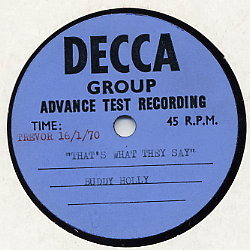 DECCA
GROUP
ADVANCE TEST RECORDING
TIME: 45 R.P.M.
TREVOR 16/1/70
"THAT'S WHAT THEY SAY"
BUDDY HOLLY